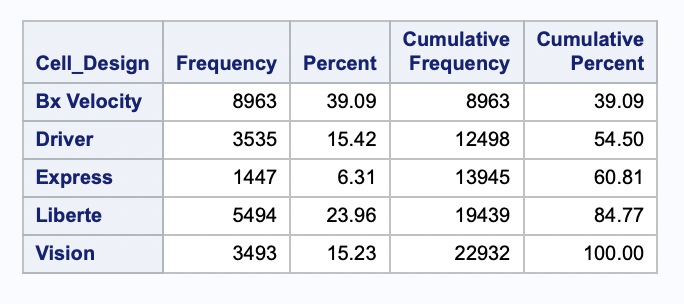 Cell_Design Frequency Percent Cumulative Frequency Cumulative Percent
Bx Velocity 8963 39.09 8963 39.09
Driver 3535 15.42 12498 54.50
Express 1447 6.31 13945 60.81
Liberte 5494 23.96 19439 84.77
Vision 3493 15.23 22932 100.00